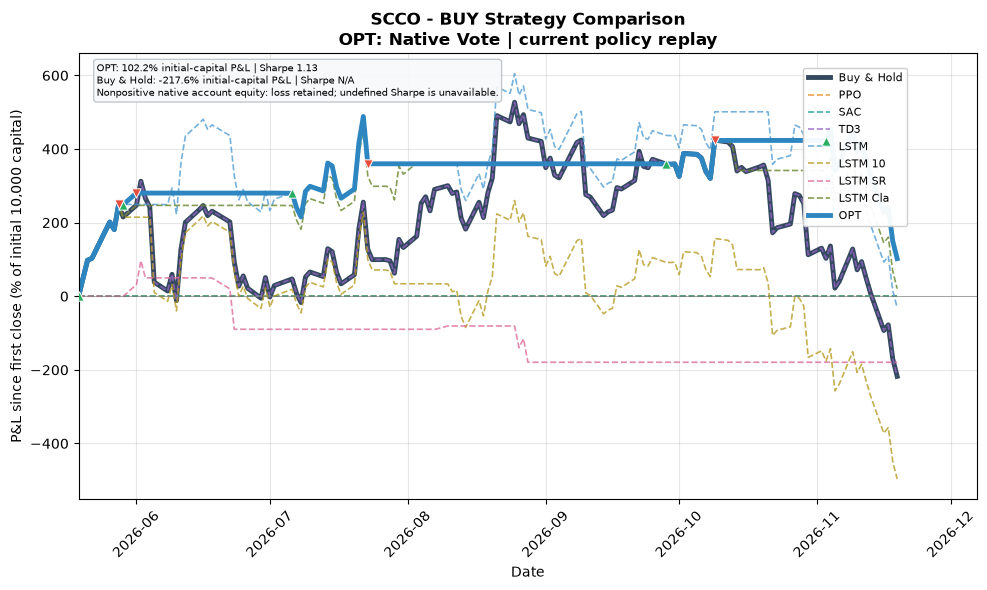 SCCO - BUY Strategy Comparison
OPT: Native Vote | current policy replay
OPT: 102.2% initial-capital P&L | Sharpe 1.13
Buy & Hold: -217.6% initial-capital P&L | Sharpe N/A
Nonpositive native account equity: loss retained; undefined Sharpe is unavailable.
Buy & Hold
PPO
SAC
TD3
LSTM
LSTM 10
LSTM SR
LSTM Cla
OPT
P&L since first close (% of initial 10,000 capital)
600
400
200
0
−200
−400
2026-06
2026-07
2026-08
2026-09
2026-10
2026-11
2026-12
Date